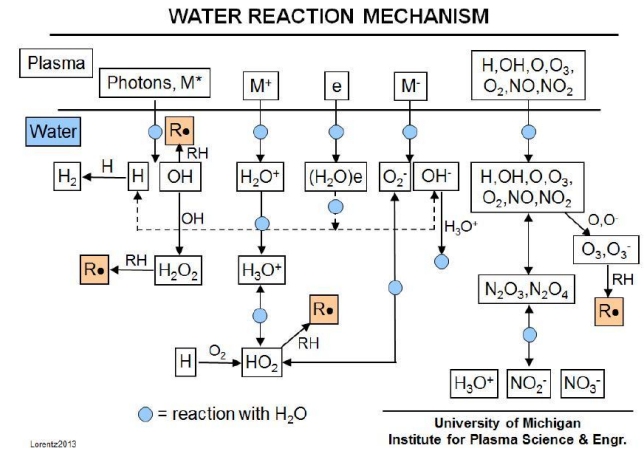 WATER REACTION MECHANISM
Plasma
Photons, M*
M⁺
e
M⁻
H,OH,O,O₃,
O₂,NO,NO₂
Water
R•
RH
H₂
H
H
OH
H₂O⁺
(H₂O)e
O₂⁻
OH⁻
H,OH,O,O₃,
O₂,NO,NO₂
OH
H₃O⁺
O,O⁻
O₃,O₃⁻
R•
RH
H₂O₂
H₃O⁺
N₂O₃,N₂O₄
RH
R•
R•
RH
H
O₂
HO₂
H₃O⁺
NO₂⁻
NO₃⁻
= reaction with H₂O
University of Michigan
Institute for Plasma Science & Engr.
Lorentz2013